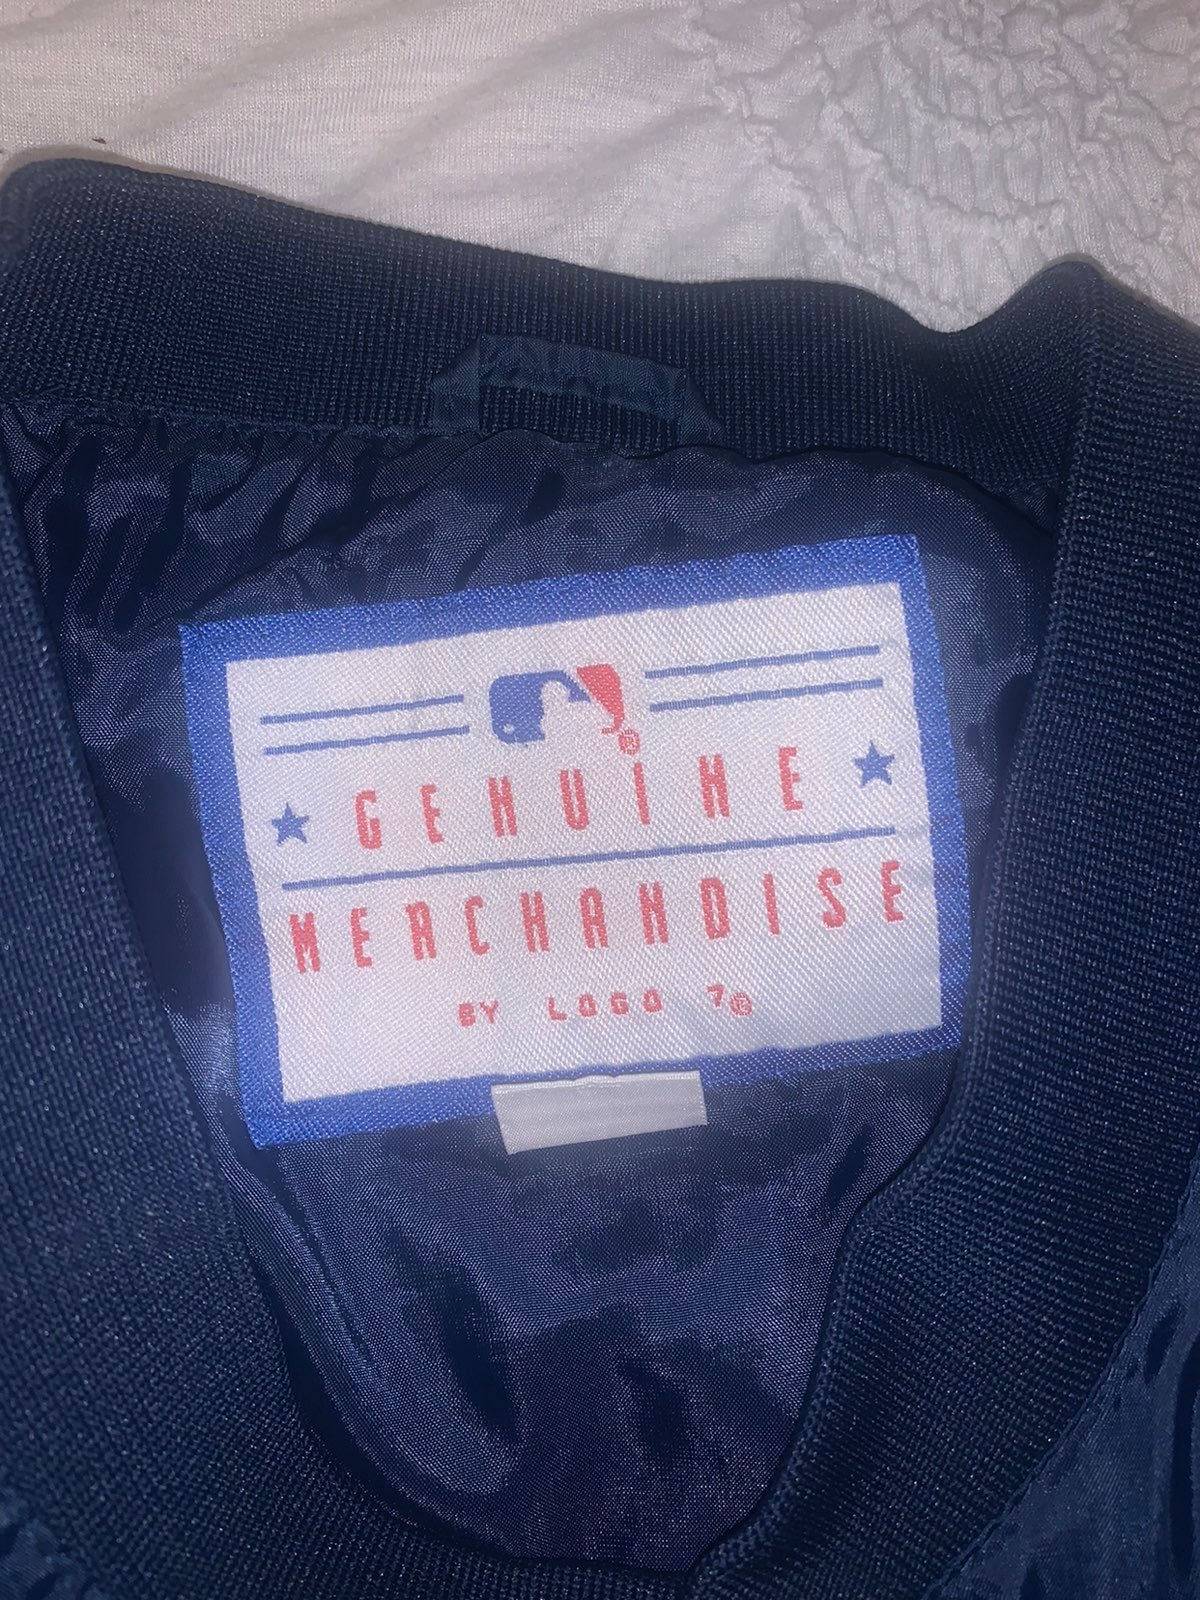 ®
GENUINE
MERCHANDISE
BY LOGO 7®